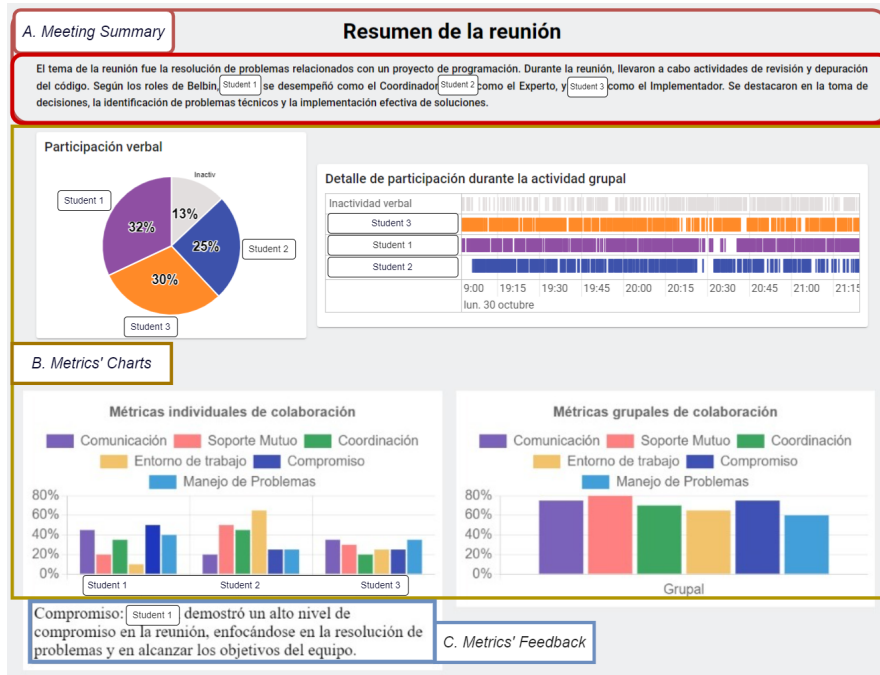 A. Meeting Summary
Resumen de la reunión
El tema de la reunión fue la resolución de problemas relacionados con un proyecto de programación. Durante la reunión, llevaron a cabo actividades de revisión y depuración
del código. Según los roles de Belbin, Student 1 se desempeñó como el Coordinador Student 2 como el Experto, y Student 3 como el Implementador. Se destacaron en la toma de
decisiones, la identificación de problemas técnicos y la implementación efectiva de soluciones.
Participación verbal
Inactiv
Student 1
13%
32%
25%
Student 2
30%
Student 3
Detalle de participación durante la actividad grupal
Inactividad verbal
Student 3
Student 1
Student 2
9:00 19:15 19:30 19:45 20:00 20:15 20:30 20:45 21:00 21:15
lun. 30 octubre
B. Metrics' Charts
Métricas individuales de colaboración
Comunicación Soporte Mutuo Coordinación
Entorno de trabajo Compromiso
Manejo de Problemas
80%
60%
40%
20%
0%
Student 1 Student 2 Student 3
Métricas grupales de colaboración
Comunicación Soporte Mutuo Coordinación
Entorno de trabajo Compromiso
Manejo de Problemas
80%
60%
40%
20%
0%
Grupal
Compromiso: Student 1 demostró un alto nivel de
compromiso en la reunión, enfocándose en la resolución de
problemas y en alcanzar los objetivos del equipo.
C. Metrics' Feedback